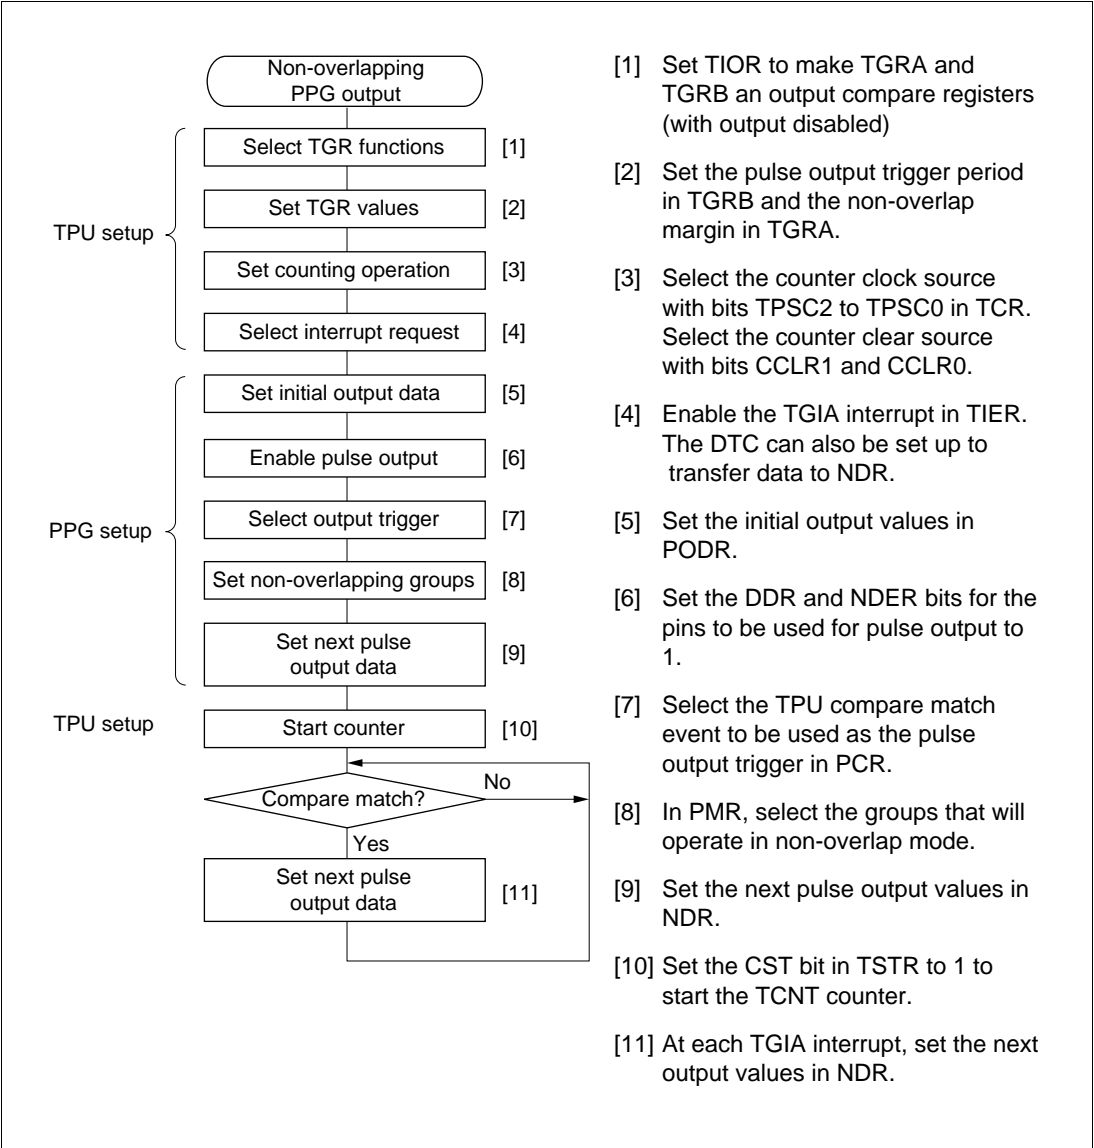 Non-overlapping
PPG output
Select TGR functions [1]
Set TGR values [2]
TPU setup
Set counting operation [3]
Select interrupt request [4]
Set initial output data [5]
Enable pulse output [6]
Select output trigger [7]
PPG setup
Set non-overlapping groups [8]
Set next pulse
output data
[9]
TPU setup
Start counter [10]
Compare match?
No
Yes
Set next pulse
output data
[11]
[1] Set TIOR to make TGRA and
TGRB an output compare registers
(with output disabled)
[2] Set the pulse output trigger period
in TGRB and the non-overlap
margin in TGRA.
[3] Select the counter clock source
with bits TPSC2 to TPSC0 in TCR.
Select the counter clear source
with bits CCLR1 and CCLR0.
[4] Enable the TGIA interrupt in TIER.
The DTC can also be set up to
transfer data to NDR.
[5] Set the initial output values in
PODR.
[6] Set the DDR and NDER bits for the
pins to be used for pulse output to
1.
[7] Select the TPU compare match
event to be used as the pulse
output trigger in PCR.
[8] In PMR, select the groups that will
operate in non-overlap mode.
[9] Set the next pulse output values in
NDR.
[10] Set the CST bit in TSTR to 1 to
start the TCNT counter.
[11] At each TGIA interrupt, set the next
output values in NDR.